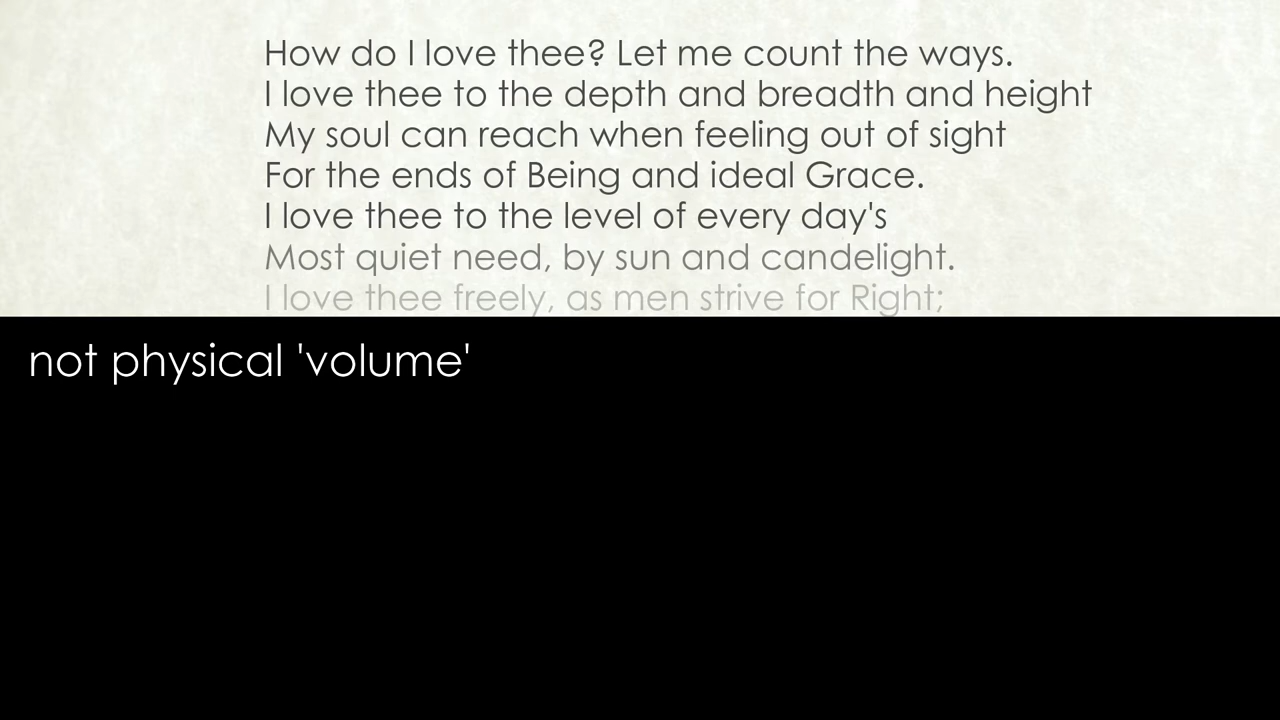 How do I love thee? Let me count the ways.
I love thee to the depth and breadth and height
My soul can reach when feeling out of sight
For the ends of Being and ideal Grace.
I love thee to the level of every day's
Most quiet need, by sun and candelight.
I love thee freely, as men strive for Right;
not physical 'volume'